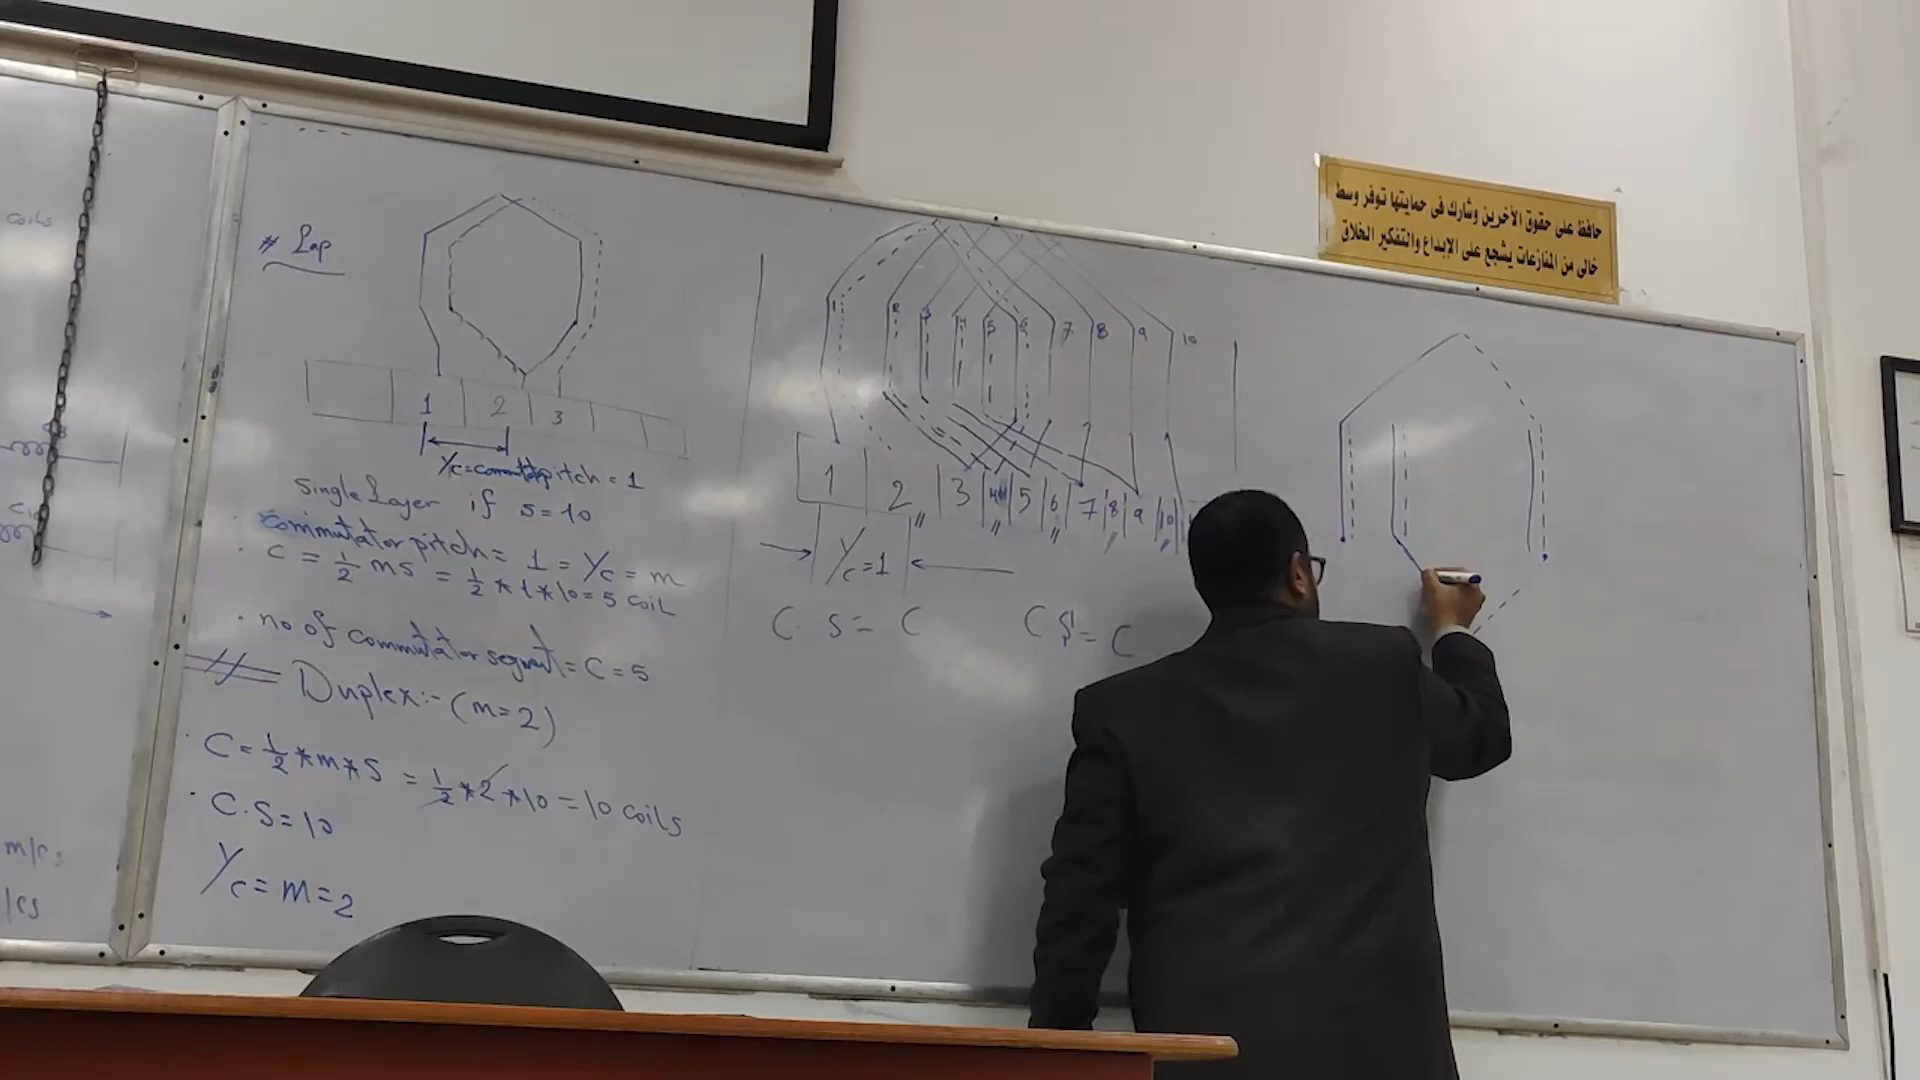 coils
# Lap
1 2 3
Yc = commutator pitch = 1
Single Layer if S = 10
commutator pitch = 1 = Yc = m
C = 1/2 mS = 1/2 * 1 * 10 = 5 coil
no of commutator segment = C = 5
Duplex:- (m=2)
C = 1/2 * m * S = 1/2 * 2 * 10 = 10 coils
C.S = 10
Yc = m = 2
1 2 3 4 5 6 7 8 9 10
1 2 3 4 5 6 7 8 9 10
Yc = 1
C.S = C
C.S = C
حافظ على حقوق الأخرين وشارك فى حمايتها توفر وسط
خالى من المنازعات يشجع على الإبداع والتفكير الخلاق